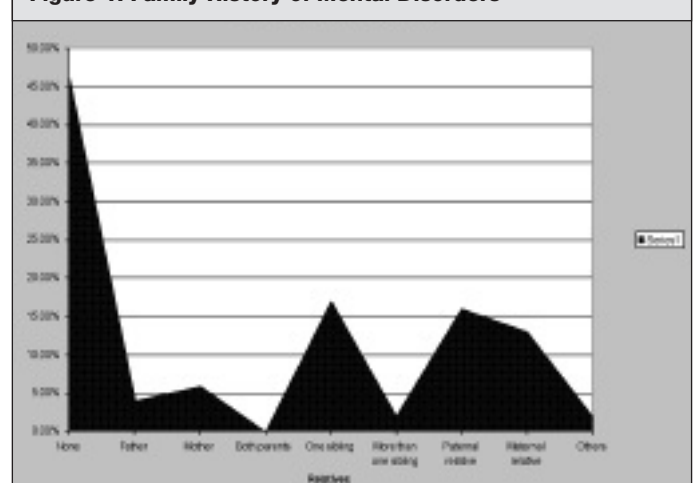 Figure 1. Family History of Mental Disorders
50.00%
45.00%
40.00%
35.00%
30.00%
25.00%
20.00%
15.00%
10.00%
5.00%
0.00%
None Father Mother Both parents One sibling More than one sibling Paternal relative Maternal relative Others
Relatives
Series1